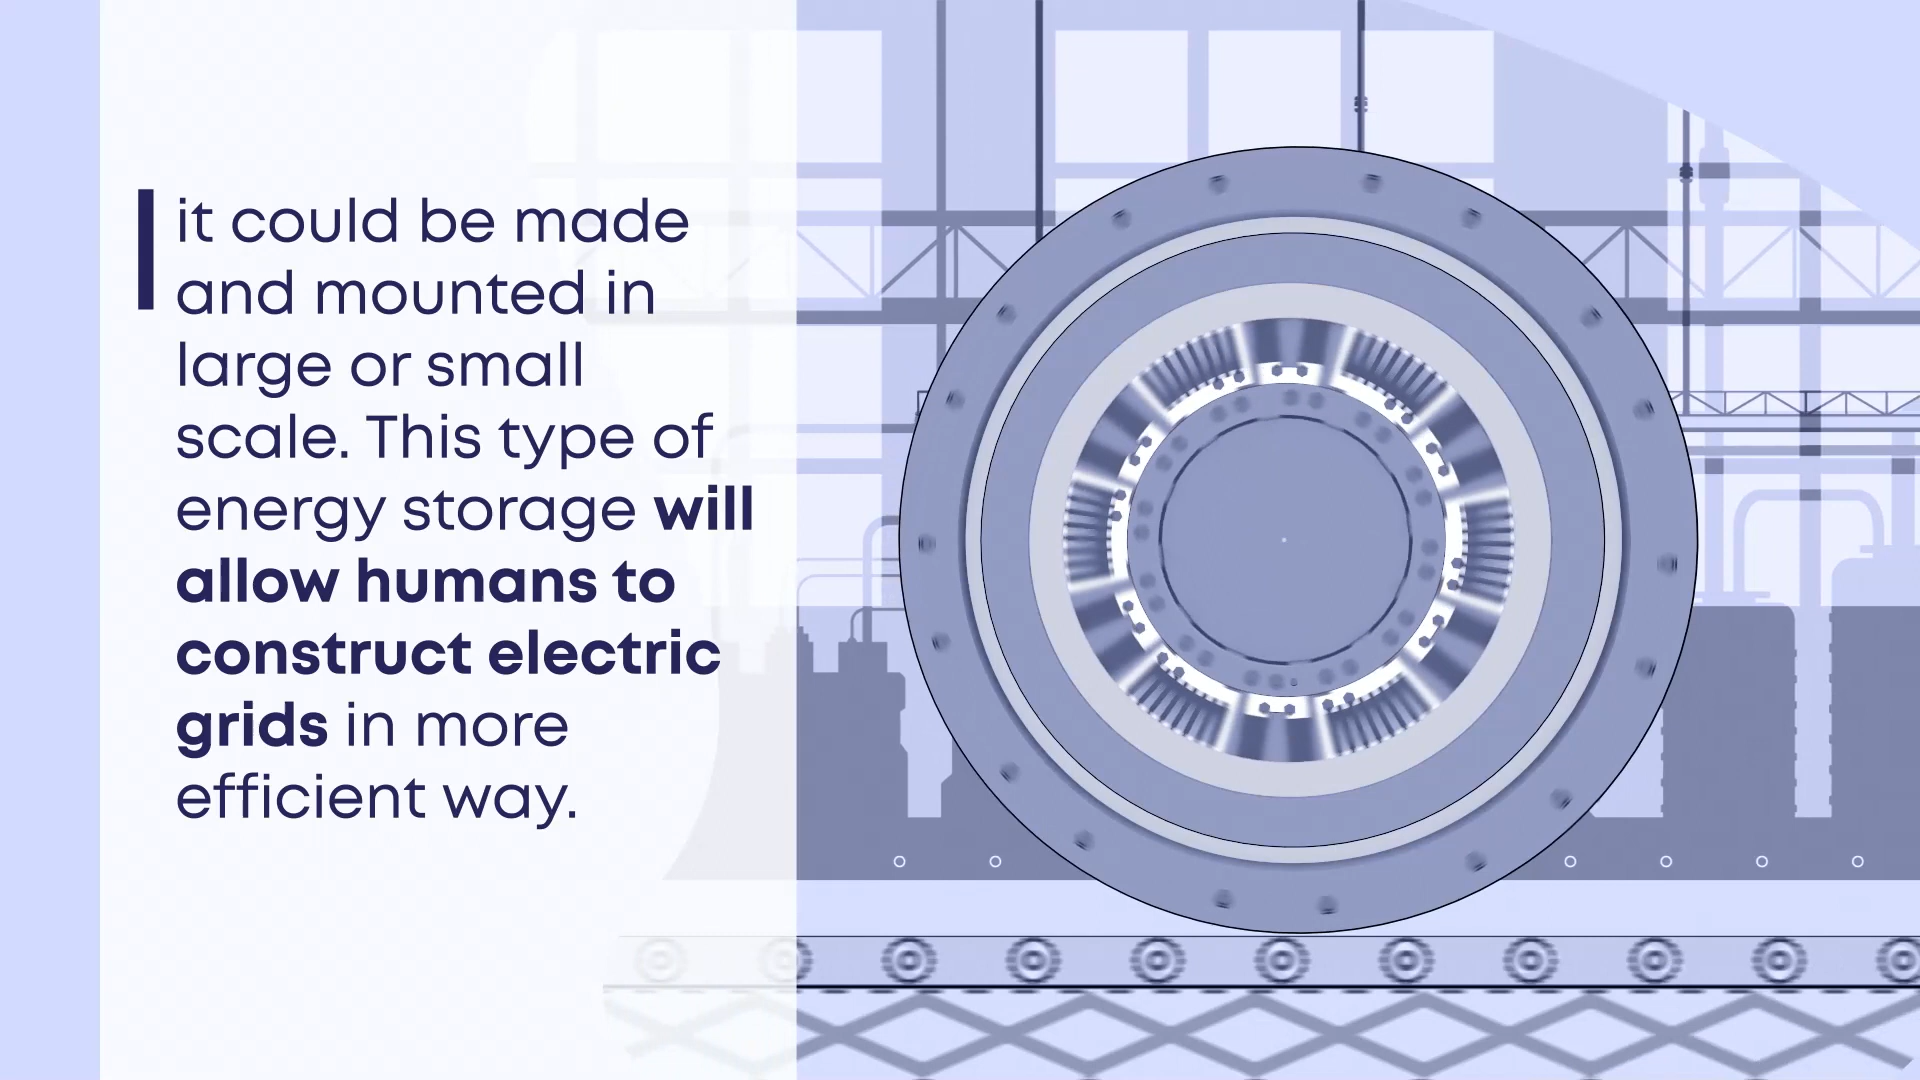 it could be made
and mounted in
large or small
scale. This type of
energy storage will
allow humans to
construct electric
grids in more
efficient way.